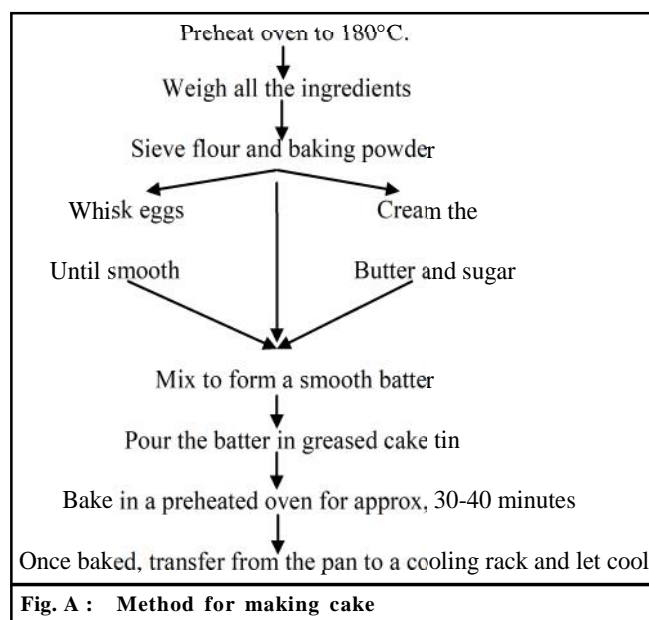 Preheat oven to 180°C.
Weigh all the ingredients
Sieve flour and baking powder
Whisk eggs
Cream the
Until smooth
Butter and sugar
Mix to form a smooth batter
Pour the batter in greased cake tin
Bake in a preheated oven for approx, 30-40 minutes
Once baked, transfer from the pan to a cooling rack and let cool
Fig. A : Method for making cake